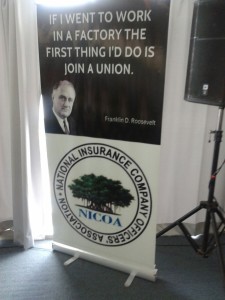 IF I WENT TO WORK
IN A FACTORY THE
FIRST THING I'D DO IS
JOIN A UNION.
Franklin D. Roosevelt
NATIONAL INSURANCE COMPANY OFFICERS' ASSOCIATION
NICOA